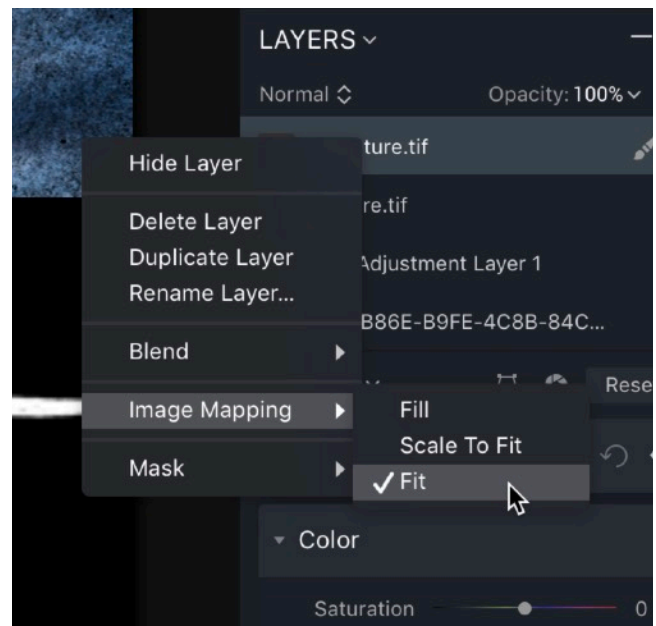 LAYERS
Normal Opacity: 100%
ture.tif
Hide Layer
re.tif
Delete Layer
Duplicate Layer
Adjustment Layer 1
Rename Layer...
B86E-B9FE-4C8B-84C...
Blend
Rese
Image Mapping
Fill
Scale To Fit
Mask
Fit
Color
Saturation 0